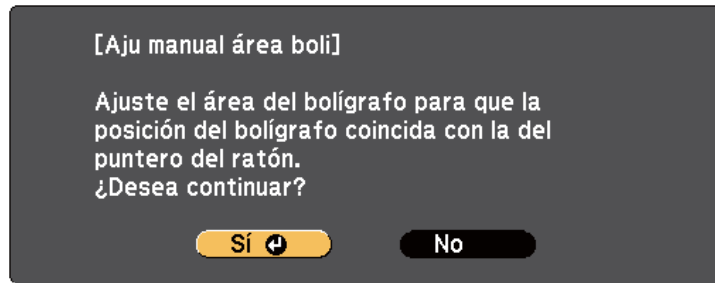 [Aju manual área boli]
Ajuste el área del bolígrafo para que la
posición del bolígrafo coincida con la del
puntero del ratón.
¿Desea continuar?
Sí No